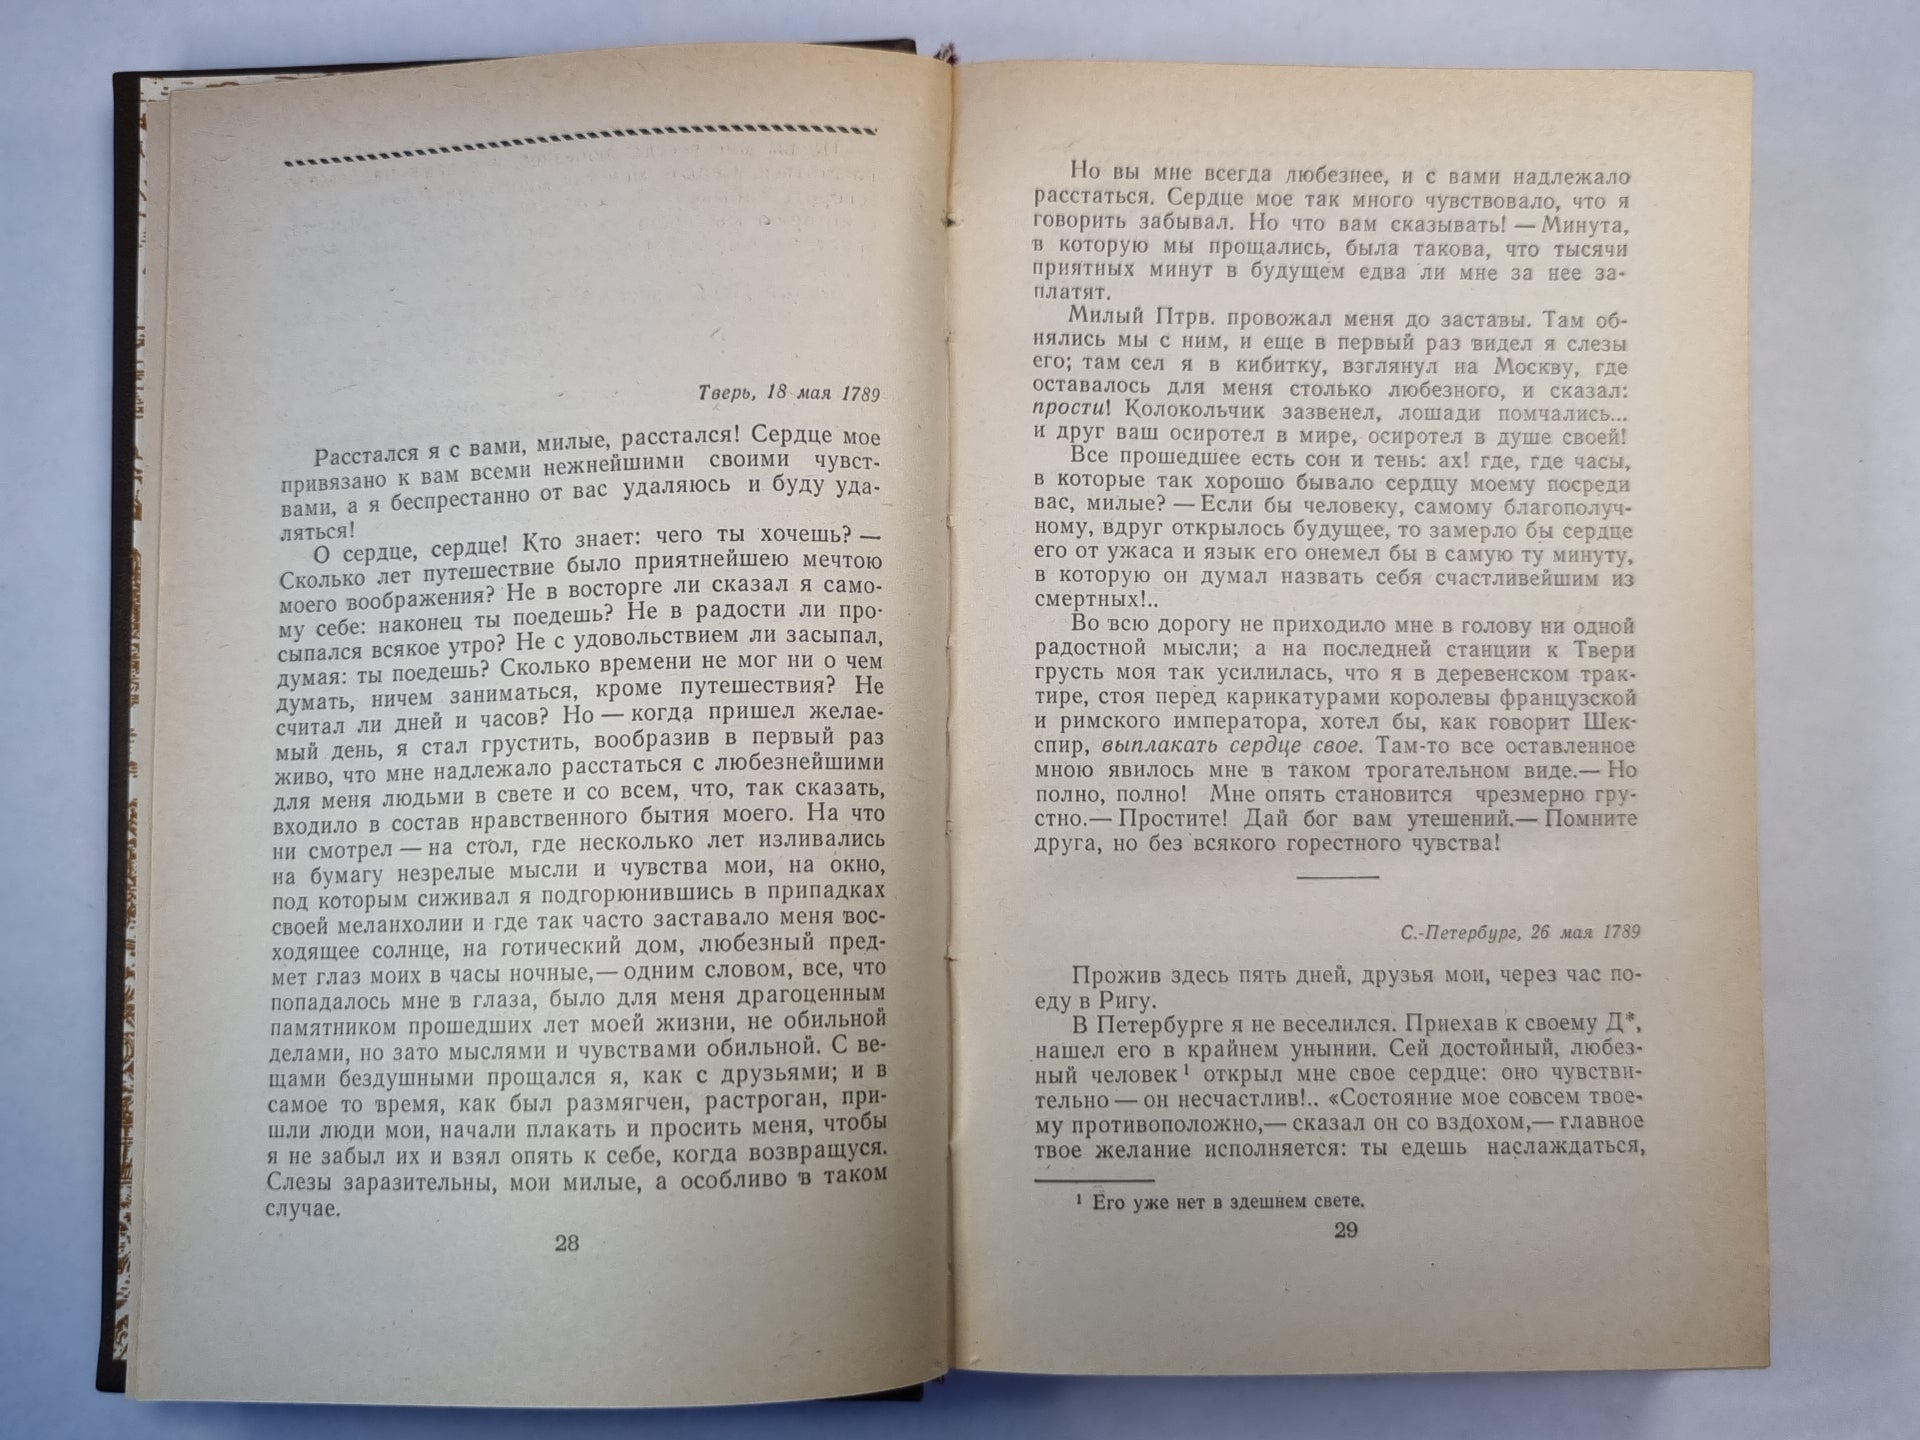 Тверь, 18 мая 1789
Расстался я с вами, милые, расстался! Сердце мое
привязано к вам всеми нежнейшими своими чувст-
вами, а я беспрестанно от вас удаляюсь и буду уда-
ляться!
О сердце, сердце! Кто знает: чего ты хочешь? —
Сколько лет путешествие было приятнейшею мечтою
моего воображения? Не в восторге ли сказал я само-
му себе: наконец ты поедешь? Не в радости ли про-
сыпался всякое утро? Не с удовольствием ли засыпал,
думая: ты поедешь? Сколько времени не мог ни о чем
думать, ничем заниматься, кроме путешествия? Не
считал ли дней и часов? Но — когда пришел желае-
мый день, я стал грустить, вообразив в первый раз
живо, что мне надлежало расстаться с любезнейшими
для меня людьми в свете и со всем, что, так сказать,
входило в состав нравственного бытия моего. На что
ни смотрел — на стол, где несколько лет изливались
на бумагу незрелые мысли и чувства мои, на окно,
под которым сиживал я подгорюнившись в припадках
своей меланхолии и где так часто заставало меня вос-
ходящее солнце, на готический дом, любезный пред-
мет глаз моих в часы ночные,— одним словом, все, что
попадалось мне в глаза, было для меня драгоценным
памятником прошедших лет моей жизни, не обильной
делами, но зато мыслями и чувствами обильной. С ве-
щами бездушными прощался я, как с друзьями; и в
самое то время, как был размягчен, растроган, при-
шли люди мои, начали плакать и просить меня, чтобы
я не забыл их и взял опять к себе, когда возвращуся.
Слезы заразительны, мои милые, а особливо в таком
случае.
28
Но вы мне всегда любезнее, и с вами надлежало
расстаться. Сердце мое так много чувствовало, что я
говорить забывал. Но что вам сказывать! — Минута,
в которую мы прощались, была такова, что тысячи
приятных минут в будущем едва ли мне за нее за-
платят.
Милый Птрв. провожал меня до заставы. Там об-
нялись мы с ним, и еще в первый раз видел я слезы
его; там сел я в кибитку, взглянул на Москву, где
оставалось для меня столько любезного, и сказал:
прости! Колокольчик зазвенел, лошади помчались...
и друг ваш осиротел в мире, осиротел в душе своей!
Все прошедшее есть сон и тень: ах! где, где часы,
в которые так хорошо бывало сердцу моему посреди
вас, милые? — Если бы человеку, самому благополуч-
ному, вдруг открылось будущее, то замерло бы сердце
его от ужаса и язык его онемел бы в самую ту минуту,
в которую он думал назвать себя счастливейшим из
смертных!..
Во всю дорогу не приходило мне в голову ни одной
радостной мысли; а на последней станции к Твери
грусть моя так усилилась, что я в деревенском трак-
тире, стоя перед карикатурами королевы французской
и римского императора, хотел бы, как говорит Шек-
спир, выплакать сердце свое. Там-то все оставленное
мною явилось мне в таком трогательном виде.— Но
полно, полно! Мне опять становится чрезмерно гру-
стно.— Простите! Дай бог вам утешений.— Помните
друга, но без всякого горестного чувства!
С.-Петербург, 26 мая 1789
Прожив здесь пять дней, друзья мои, через час по-
еду в Ригу.
В Петербурге я не веселился. Приехав к своему Д*,
нашел его в крайнем унынии. Сей достойный, любез-
ный человек¹ открыл мне свое сердце: оно чувстви-
тельно — он несчастлив!.. «Состояние мое совсем твое-
му противоположно,— сказал он со вздохом,— главное
твое желание исполняется: ты едешь наслаждаться,
¹ Его уже нет в здешнем свете.
29